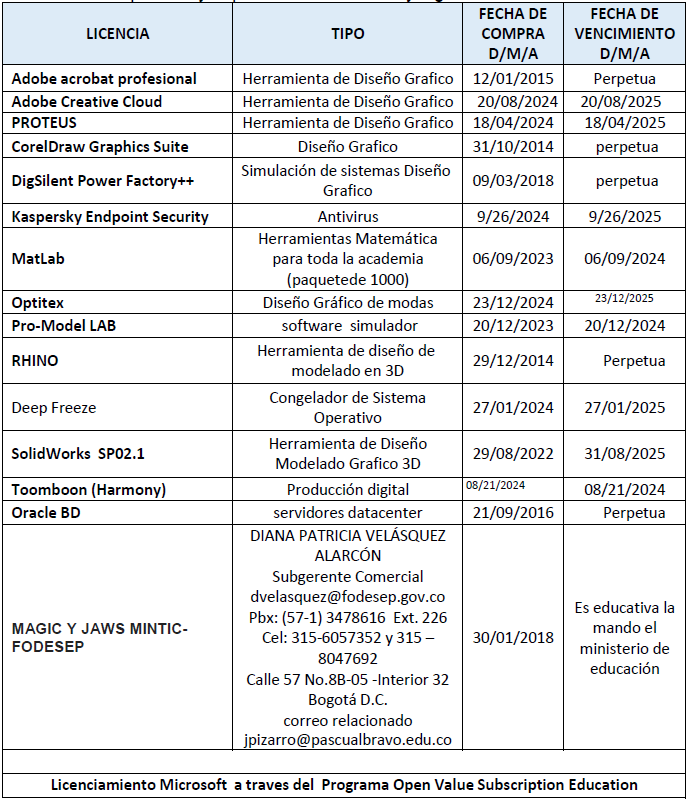 LICENCIA TIPO FECHA DE COMPRA D/M/A FECHA DE VENCIMIENTO D/M/A
Adobe acrobat profesional Herramienta de Diseño Grafico 12/01/2015 Perpetua
Adobe Creative Cloud Herramienta de Diseño Grafico 20/08/2024 20/08/2025
PROTEUS Herramienta de Diseño Grafico 18/04/2024 18/04/2025
CorelDraw Graphics Suite Diseño Grafico 31/10/2014 perpetua
DigSilent Power Factory++ Simulación de sistemas Diseño Grafico 09/03/2018 perpetua
Kaspersky Endpoint Security Antivirus 9/26/2024 9/26/2025
MatLab Herramientas Matemática para toda la academia (paquetede 1000) 06/09/2023 06/09/2024
Optitex Diseño Gráfico de modas 23/12/2024 23/12/2025
Pro-Model LAB software simulador 20/12/2023 20/12/2024
RHINO Herramienta de diseño de modelado en 3D 29/12/2014 Perpetua
Deep Freeze Congelador de Sistema Operativo 27/01/2024 27/01/2025
SolidWorks SP02.1 Herramienta de Diseño Modelado Grafico 3D 29/08/2022 31/08/2025
Toomboon (Harmony) Producción digital 08/21/2024 08/21/2024
Oracle BD servidores datacenter 21/09/2016 Perpetua
MAGIC Y JAWS MINTIC-FODESEP
DIANA PATRICIA VELÁSQUEZ
ALARCÓN
Subgerente Comercial
dvelasquez@fodesep.gov.co
Pbx: (57-1) 3478616 Ext. 226
Cel: 315-6057352 y 315 –
8047692
Calle 57 No.8B-05 -Interior 32
Bogotá D.C.
correo relacionado
jpizarro@pascualbravo.edu.co
30/01/2018
Es educativa la
mando el
ministerio de
educación
Licenciamiento Microsoft a traves del Programa Open Value Subscription Education